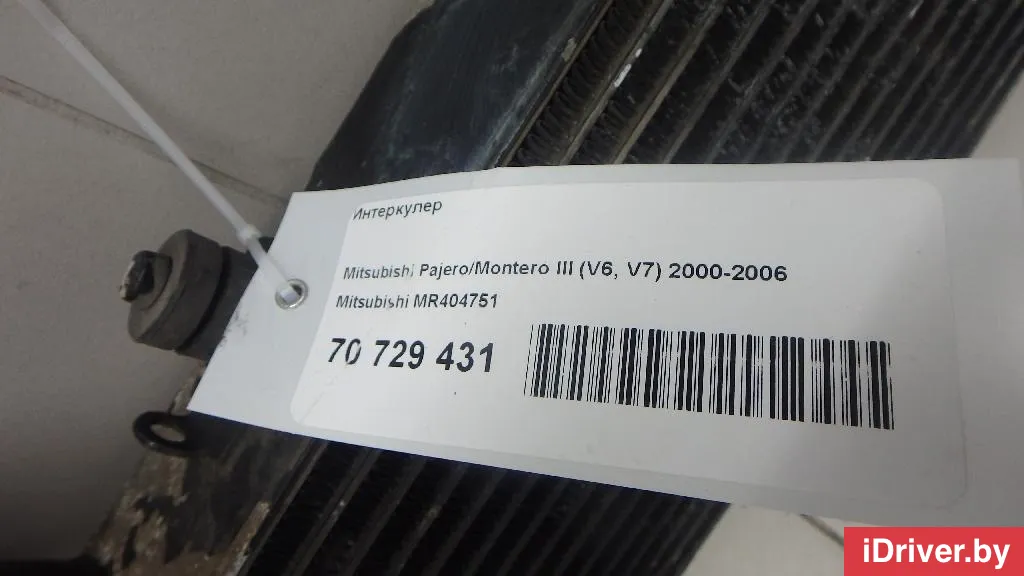 Интеркулер
Mitsubishi Pajero/Montero III (V6, V7) 2000-2006
Mitsubishi MR404751
70 729 431
iDriver.by